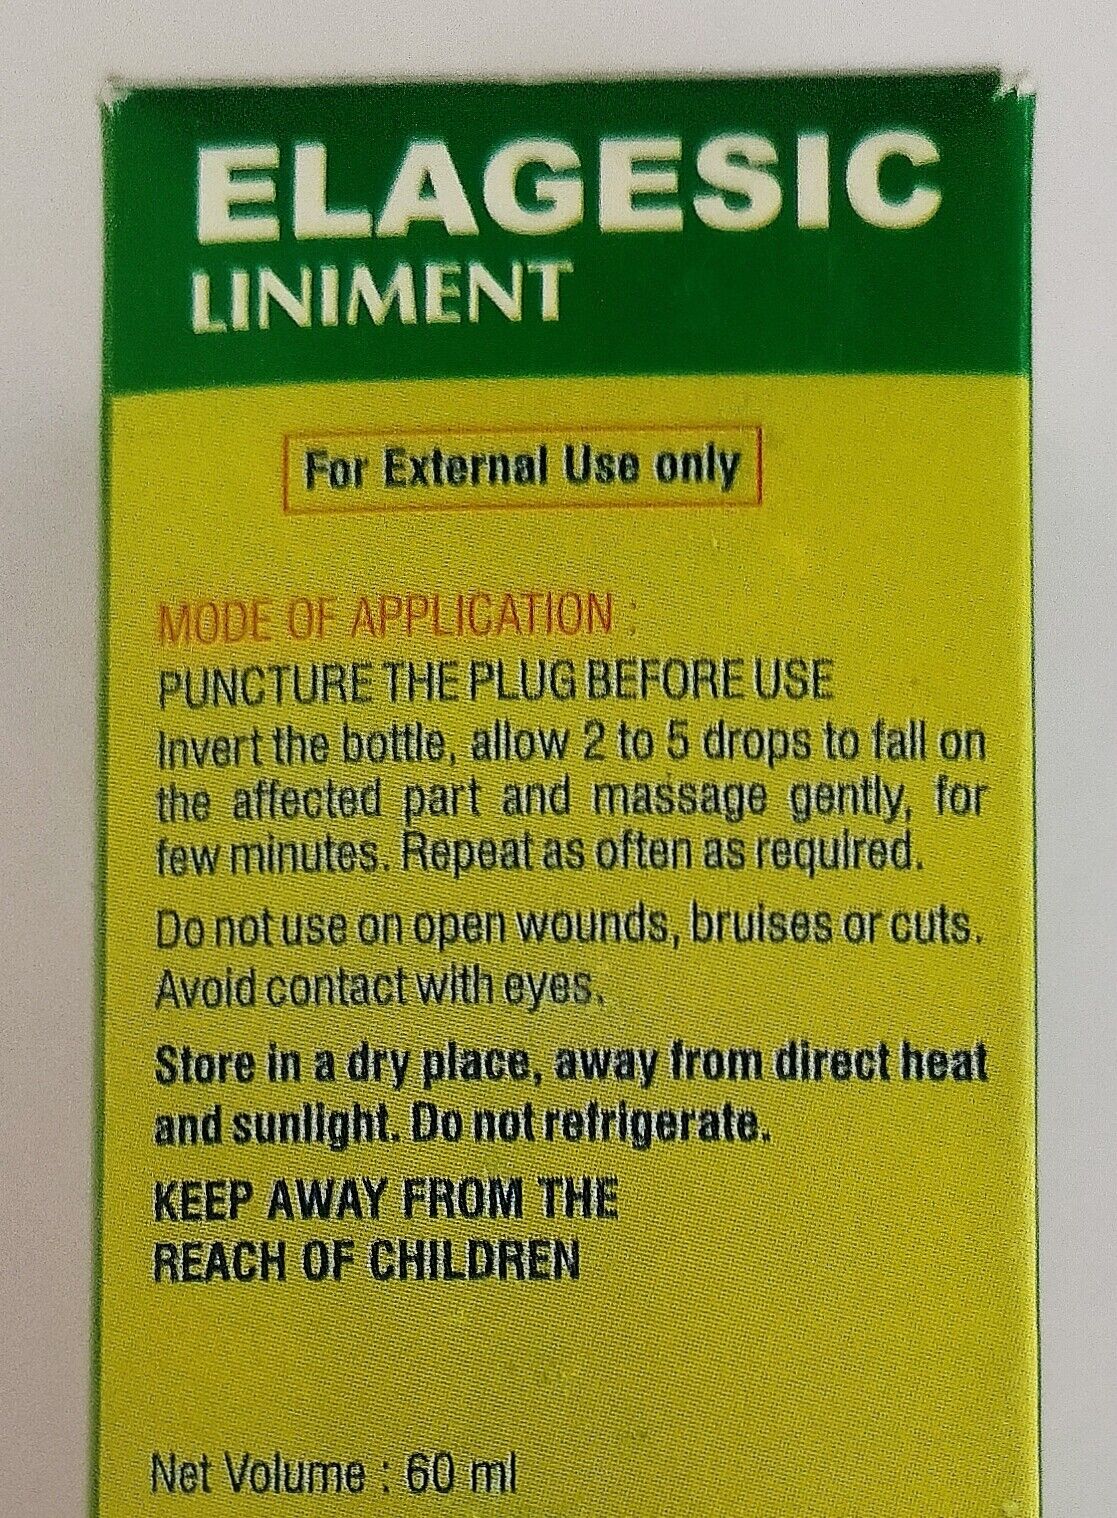 ELAGESIC
LINIMENT
For External Use only
MODE OF APPLICATION :
PUNCTURE THE PLUG BEFORE USE
Invert the bottle, allow 2 to 5 drops to fall on
the affected part and massage gently, for
few minutes. Repeat as often as required.
Do not use on open wounds, bruises or cuts.
Avoid contact with eyes.
Store in a dry place, away from direct heat
and sunlight. Do not refrigerate.
KEEP AWAY FROM THE
REACH OF CHILDREN
Net Volume : 60 ml